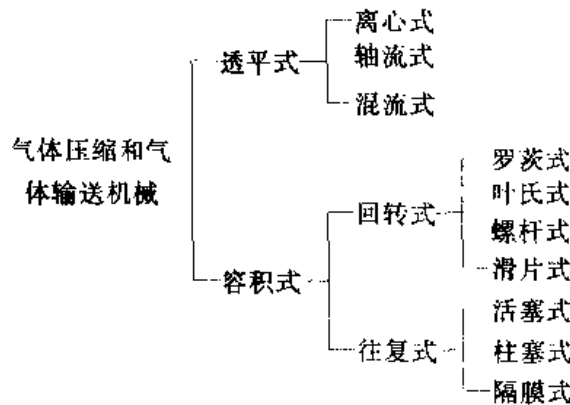 离心式
透平式
轴流式
混流式
气体压缩和气
体输送机械
罗茨式
叶氏式
回转式
螺杆式
滑片式
容积式
活塞式
往复式
柱塞式
隔膜式